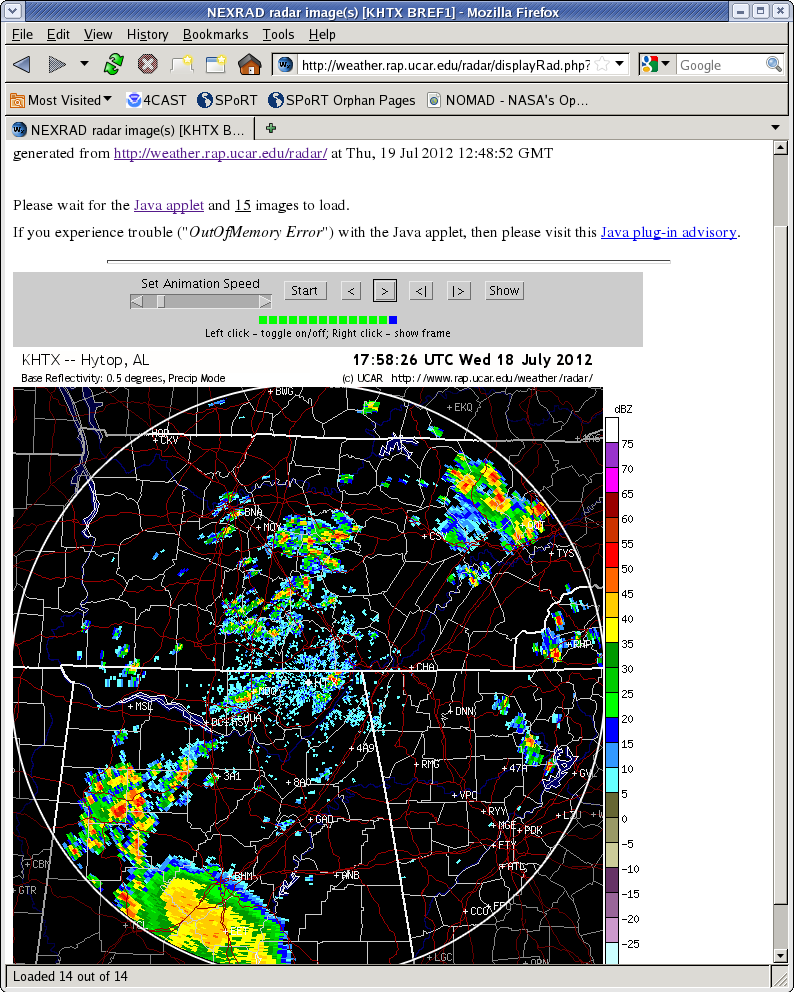 NEXRAD radar image(s) [KHTX BREF1] - Mozilla Firefox
File Edit View History Bookmarks Tools Help
http://weather.rap.ucar.edu/radar/displayRad.php? Google
Most Visited 4CAST SPoRT SPoRT Orphan Pages NOMAD - NASA's Op...
NEXRAD radar image(s) [KHTX B...
generated from http://weather.rap.ucar.edu/radar/ at Thu, 19 Jul 2012 12:48:52 GMT
Please wait for the Java applet and 15 images to load.
If you experience trouble ("OutOfMemory Error") with the Java applet, then please visit this Java plug-in advisory.
Set Animation Speed Start < > <| |> Show
Left click - toggle on/off; Right click - show frame
KHTX -- Hytop, AL 17:58:26 UTC Wed 18 July 2012
Base Reflectivity: 0.5 degrees, Precip Mode (c) UCAR http://www.rap.ucar.edu/weather/radar/
dBZ
75
70
65
60
55
50
45
40
35
30
25
20
15
10
5
0
-5
-10
-15
-20
-25
+BWG
+EKQ
+CKV
+BNA
+CSV
+TYS
+RHP
+CHA
+MSL
+HUA
+DNN
+4A9
+RMG
+47A
+GVL
+3A1
+8A0
+VPC
+RYY
+GAD
+MGE
+PDK
+FTY
+CBM
+ATL
+BHM
+ANB
+GTR
+CCO
+FFC
+TCL
+LGC
Loaded 14 out of 14